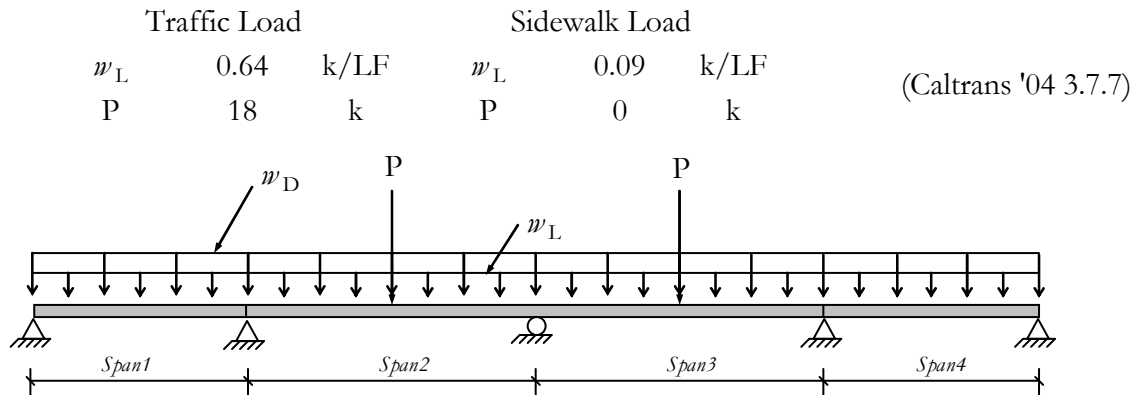 Traffic Load Sidewalk Load
w_L 0.64 k/LF w_L 0.09 k/LF
(Caltrans '04 3.7.7)
P 18 k P 0 k
w_D P P
w_L
Span1 Span2 Span3 Span4